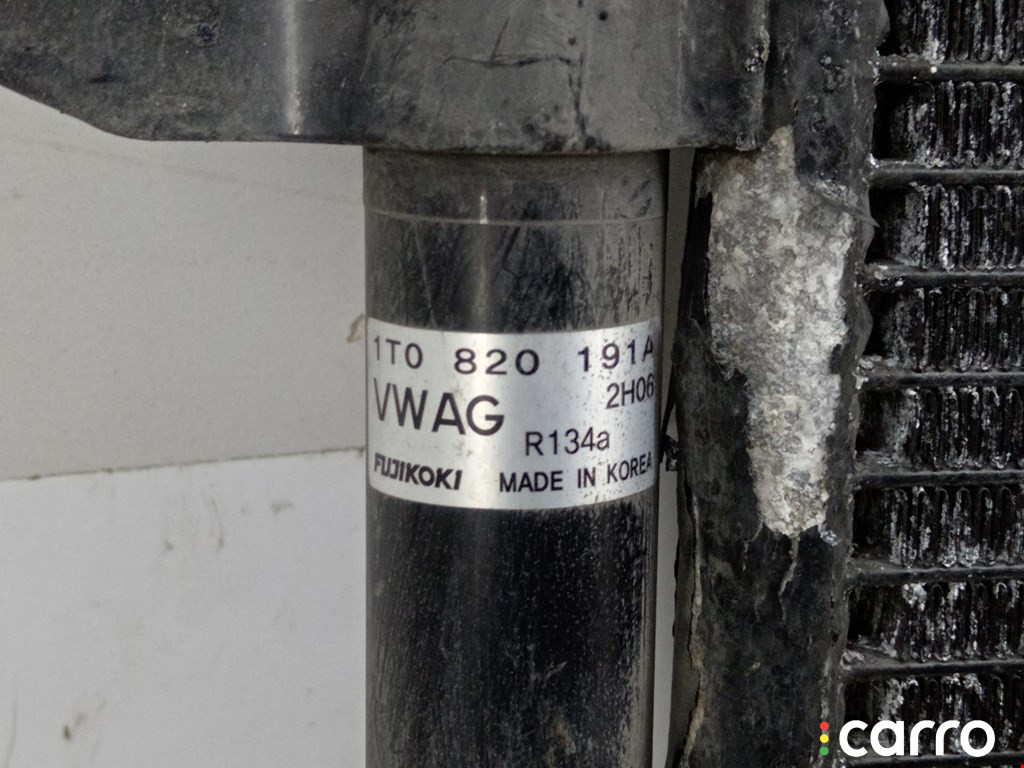 1T0 820 191A
2H06
VWAG
R134a
FUJIKOKI MADE IN KOREA
carro